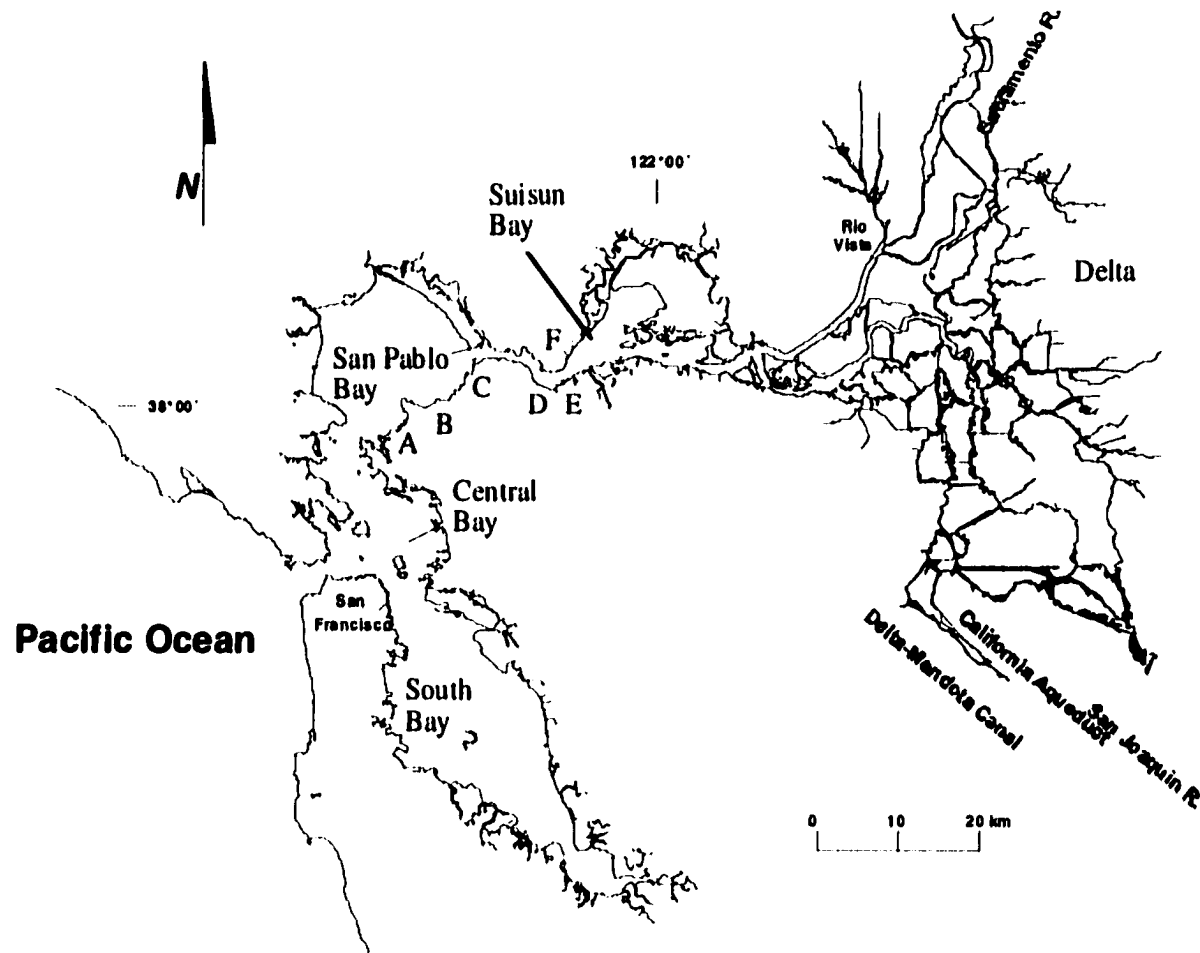 Sacramento R.
122°00'
N
Suisun
Bay
Rio
Vista
Delta
F
San Pablo
Bay
C
D
E
38°00'
B
A
Central
Bay
San
Francisco
Pacific Ocean
South
Bay
Delta-Mendota Canal
California Aqueduct
San Joaquin R.
0 10 20 km